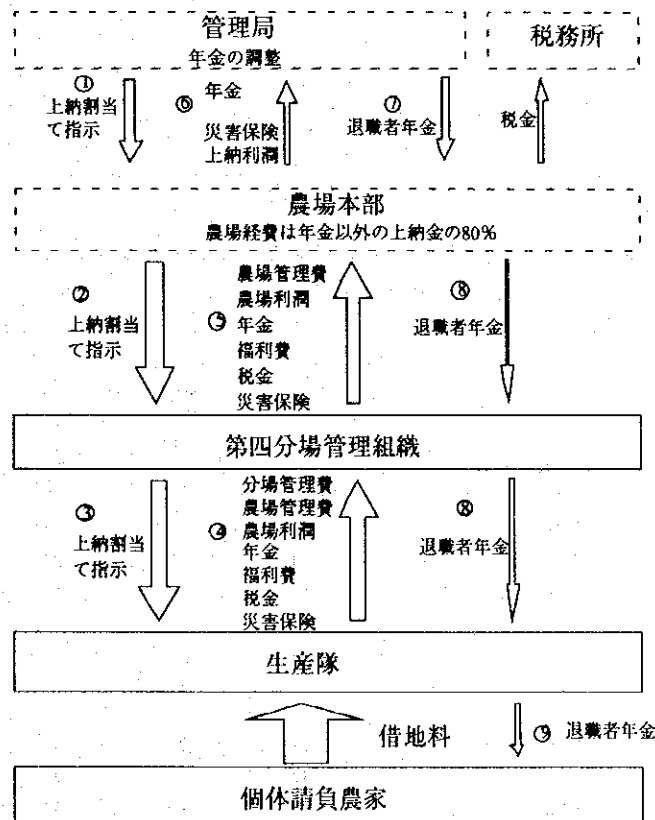 管理局
年金の調整
税務所
①
上納割当
て指示
⑥
年金
災害保険
上納利潤
⑦
退職者年金
税金
農場本部
農場経費は年金以外の上納金の80%
②
上納割当
て指示
農場管理費
農場利潤
⑤
年金
福利費
税金
災害保険
⑧
退職者年金
第四分場管理組織
③
上納割当
て指示
分場管理費
農場管理費
④
農場利潤
年金
福利費
税金
災害保険
⑧
退職者年金
生産隊
借地料
⑨ 退職者年金
個体請負農家